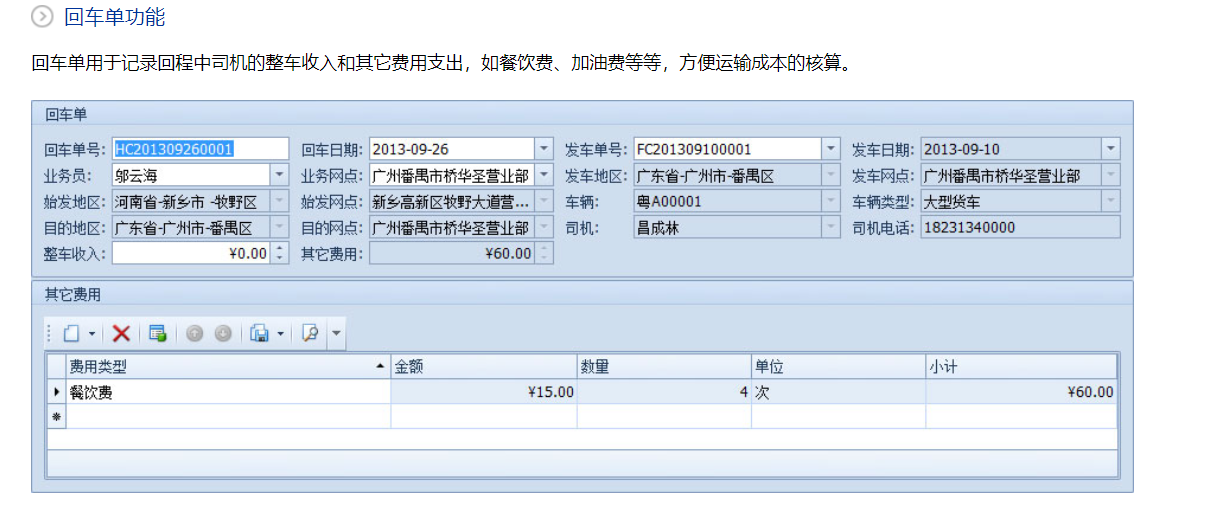 回车单功能
回车单用于记录回程中司机的整车收入和其它费用支出，如餐饮费、加油费等等，方便运输成本的核算。
回车单
回车单号: HC201309260001 回车日期: 2013-09-26 发车单号: FC201309100001 发车日期: 2013-09-10
业务员: 邬云海 业务网点: 广州番禺市桥华圣营业部 发车地区: 广东省-广州市-番禺区 发车网点: 广州番禺市桥华圣营业部
始发地区: 河南省-新乡市 -牧野区 始发网点: 新乡高新区牧野大道营... 车辆: 粤A00001 车辆类型: 大型货车
目的地区: 广东省-广州市-番禺区 目的网点: 广州番禺市桥华圣营业部 司机: 昌成林 司机电话: 18231340000
整车收入: ¥0.00 其它费用: ¥60.00
其它费用
费用类型 金额 数量 单位 小计
餐饮费 ¥15.00 4 次 ¥60.00